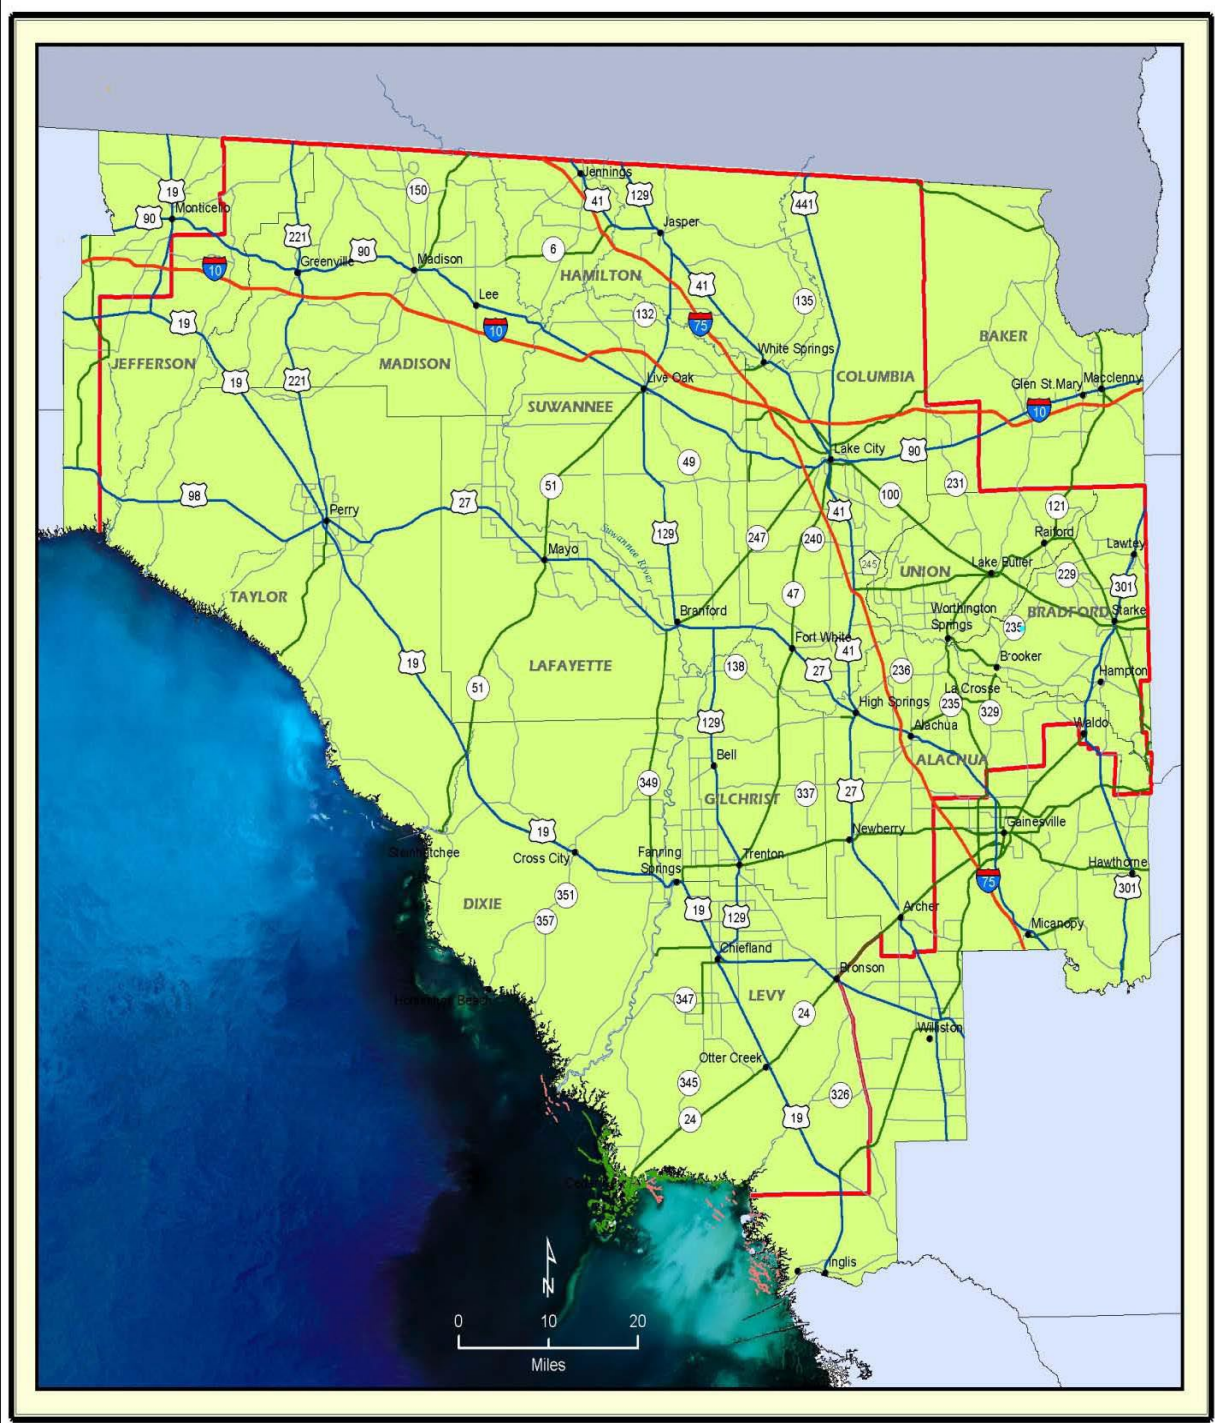 Jennings
150
19
41
129
441
90
Monticello
Jasper
221
90
6
Greenville
Madison
10
HAMILTON
41
Lee
135
132
19
10
75
BAKER
White Springs
JEFFERSON
MADISON
COLUMBIA
19
221
Live Oak
Glen St.Mary
Macclenny
SUWANNEE
10
Lake City
90
49
231
51
98
27
100
121
Perry
41
129
Raiford
247
240
Lawtey
Mayo
Suwannee River
245
UNION
Lake Butler
229
301
TAYLOR
47
Branford
Worthington
Springs
BRADFORD
Starke
235
Fort White
41
19
LAFAYETTE
138
27
236
Brooker
Hampton
51
La Crosse
High Springs
235
329
129
Alachua
Waldo
Bell
ALACHUA
349
GILCHRIST
337
27
19
Newberry
Gainesville
Steinhatchee
Cross City
Fanning
Springs
Trenton
Hawthorne
75
301
351
DIXIE
357
19
129
Archer
Micanopy
Chiefland
Bronson
347
LEVY
24
Williston
Otter Creek
345
326
24
19
Inglis
N
0
10
20
Miles